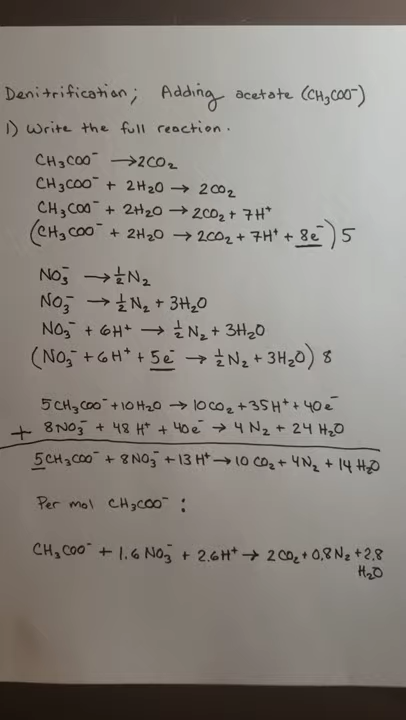 Denitrification; Adding acetate (CH₃COO⁻)
1) Write the full reaction.
CH₃COO⁻ → 2CO₂
CH₃COO⁻ + 2H₂O → 2CO₂
CH₃COO⁻ + 2H₂O → 2CO₂ + 7H⁺
(CH₃COO⁻ + 2H₂O → 2CO₂ + 7H⁺ + 8e⁻) 5
NO₃⁻ → ½N₂
NO₃⁻ → ½N₂ + 3H₂O
NO₃⁻ + 6H⁺ → ½N₂ + 3H₂O
(NO₃⁻ + 6H⁺ + 5e⁻ → ½N₂ + 3H₂O) 8
5CH₃COO⁻ + 10H₂O → 10CO₂ + 35H⁺ + 40e⁻
+ 8NO₃⁻ + 48H⁺ + 40e⁻ → 4N₂ + 24H₂O
5CH₃COO⁻ + 8NO₃⁻ + 13H⁺ → 10CO₂ + 4N₂ + 14H₂O
Per mol CH₃COO⁻ :
CH₃COO⁻ + 1.6NO₃⁻ + 2.6H⁺ → 2CO₂ + 0.8N₂ + 2.8
H₂O